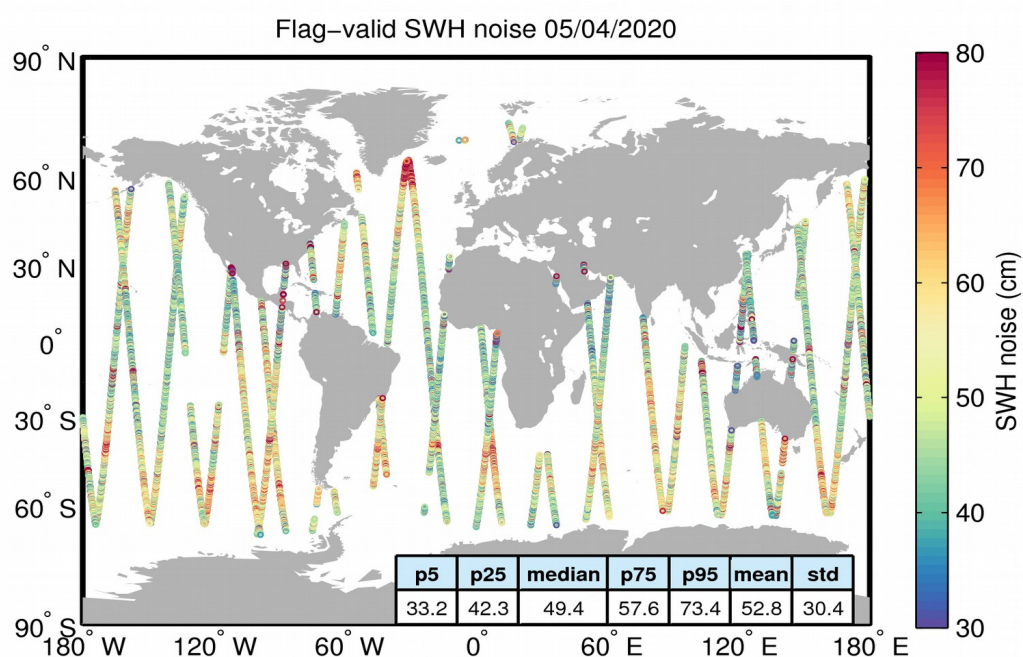 Flag−valid SWH noise 05/04/2020
90° N
60° N
30° N
0°
30° S
60° S
90° S
180° W
120° W
60° W
0°
60° E
120° E
180° E
p5 p25 median p75 p95 mean std
33.2 42.3 49.4 57.6 73.4 52.8 30.4
80
70
60
50
40
30
SWH noise (cm)